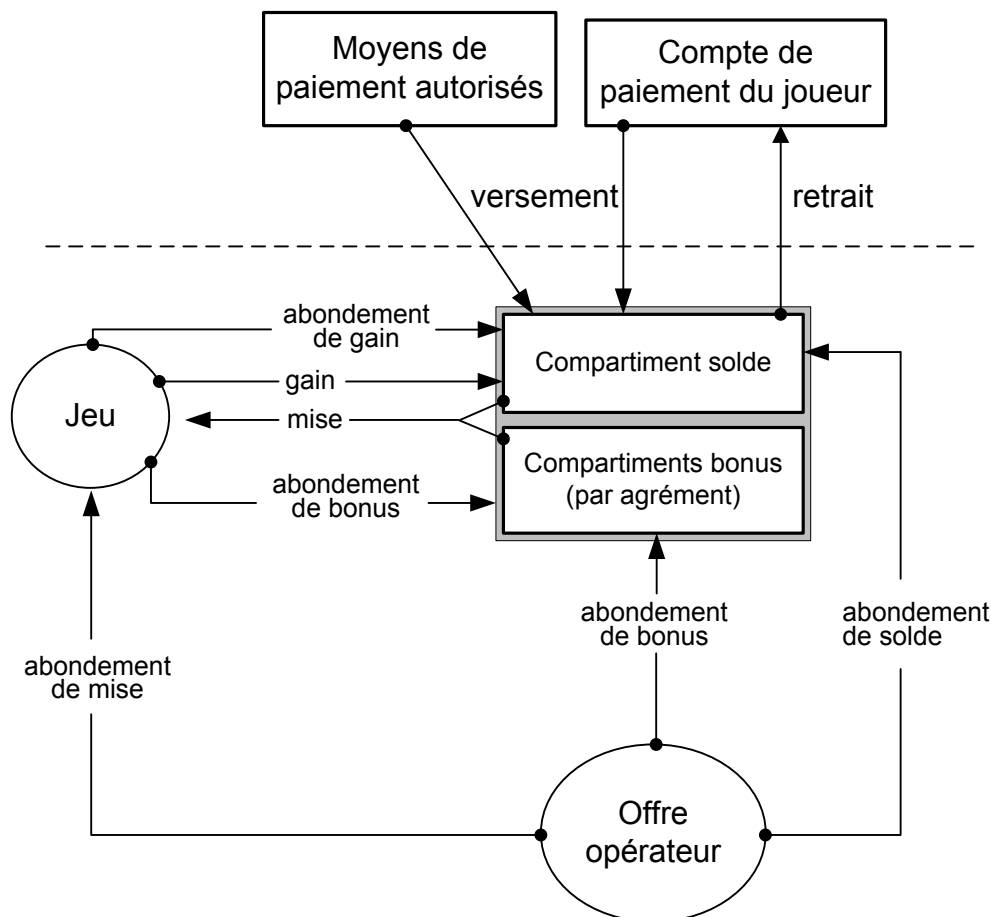 Moyens de
paiement autorisés
Compte de
paiement du joueur
versement
retrait
abondement
de gain
Compartiment solde
gain
Jeu
mise
Compartiments bonus
(par agrément)
abondement
de bonus
abondement
de bonus
abondement
de solde
abondement
de mise
Offre
opérateur